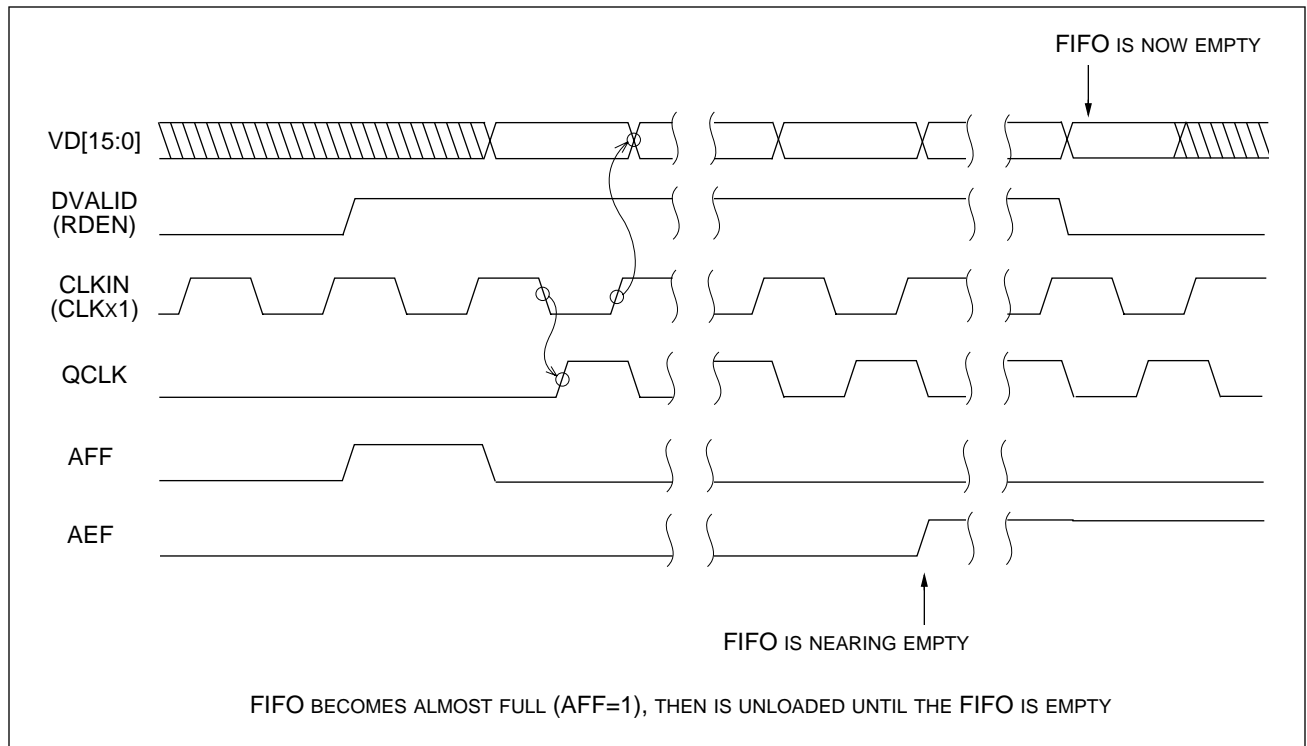 FIFO IS NOW EMPTY
VD[15:0]
DVALID
(RDEN)
CLKIN
(CLKX1)
QCLK
AFF
AEF
FIFO IS NEARING EMPTY
FIFO BECOMES ALMOST FULL (AFF=1), THEN IS UNLOADED UNTIL THE FIFO IS EMPTY